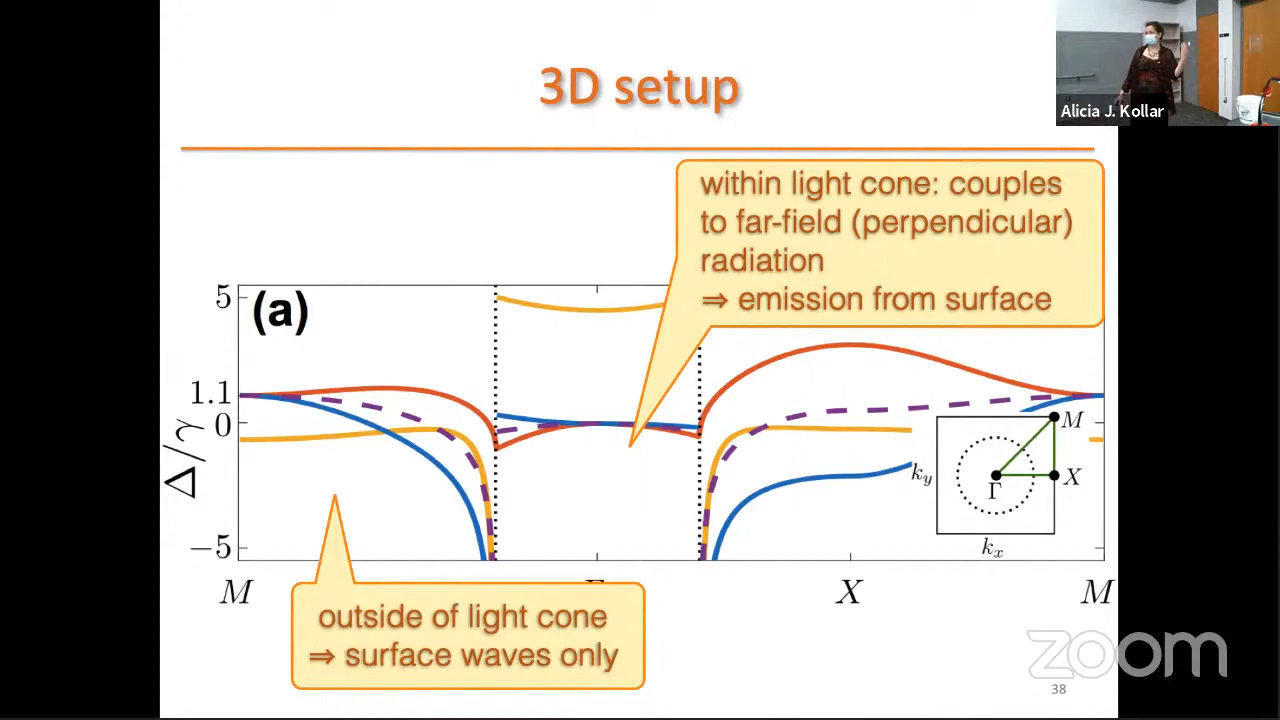 3D setup
Alicia J. Kollar
within light cone: couples
to far-field (perpendicular)
radiation
⇒ emission from surface
(a)
5
1.1
0
−5
Δ/γ
M
X
M
k_y
M
Γ
X
k_x
outside of light cone
⇒ surface waves only
zoom
38